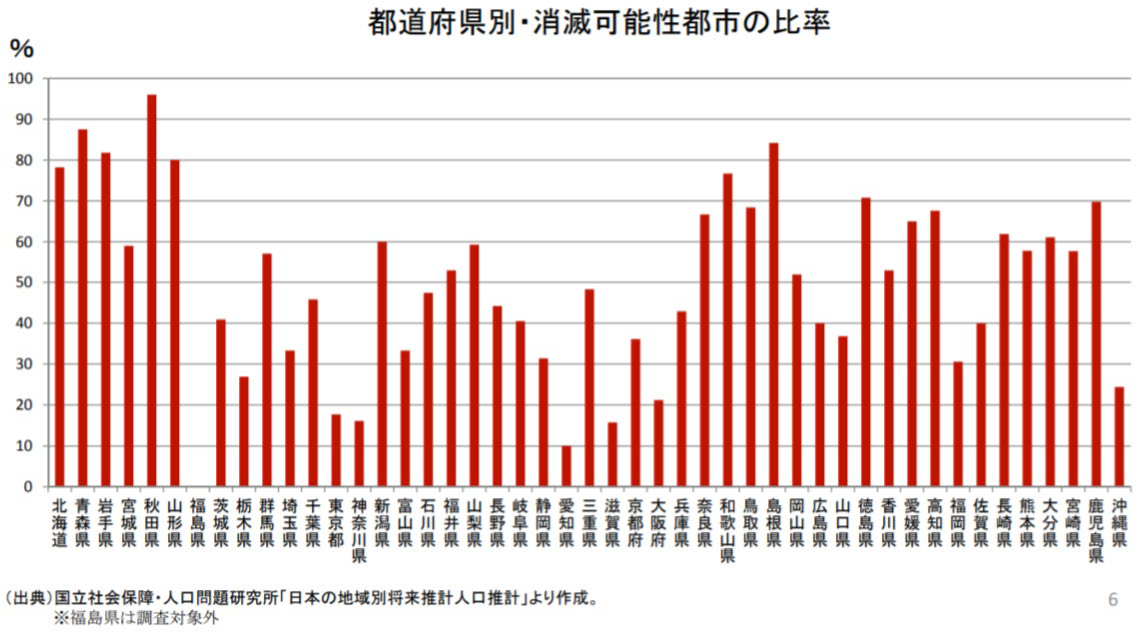 都道府県別・消滅可能性都市の比率
%
100
90
80
70
60
50
40
30
20
10
0
北海道
青森県
岩手県
宮城県
秋田県
山形県
福島県
茨城県
栃木県
群馬県
埼玉県
千葉県
東京都
神奈川県
新潟県
富山県
石川県
福井県
山梨県
長野県
岐阜県
静岡県
愛知県
三重県
滋賀県
京都府
大阪府
兵庫県
奈良県
和歌山県
鳥取県
島根県
岡山県
広島県
山口県
徳島県
香川県
愛媛県
高知県
福岡県
佐賀県
長崎県
熊本県
大分県
宮崎県
鹿児島県
沖縄県
（出典）国立社会保障・人口問題研究所「日本の地域別将来推計人口推計」より作成。
※福島県は調査対象外
6